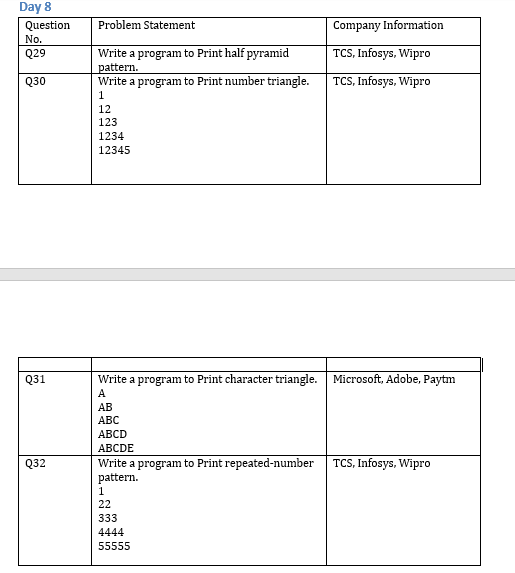 Day 8
Question No. Problem Statement Company Information
Q29 Write a program to Print half pyramid pattern. TCS, Infosys, Wipro
Q30 Write a program to Print number triangle. TCS, Infosys, Wipro
1
12
123
1234
12345
Q31 Write a program to Print character triangle. Microsoft, Adobe, Paytm
A
AB
ABC
ABCD
ABCDE
Q32 Write a program to Print repeated-number pattern. TCS, Infosys, Wipro
1
22
333
4444
55555